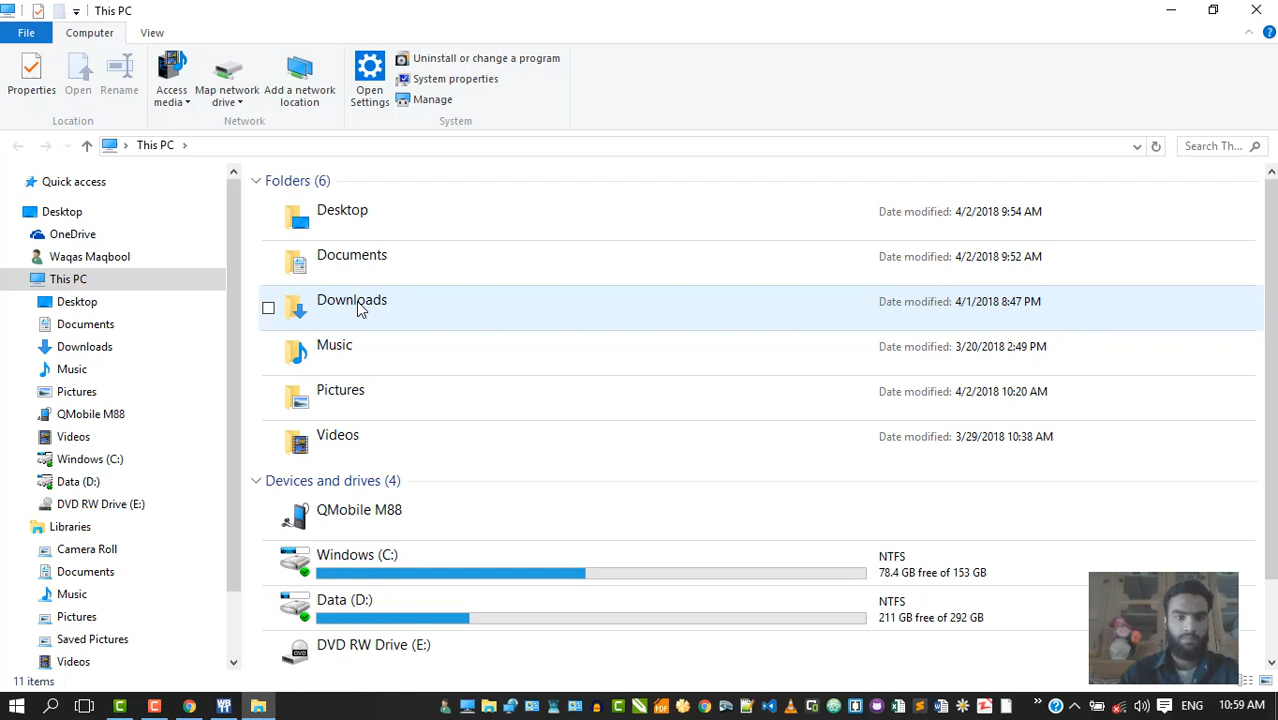 This PC
File
Computer
View
Properties
Open
Rename
Access media
Map network drive
Add a network location
Open Settings
Uninstall or change a program
System properties
Manage
Location
Network
System
This PC
Search Th...
Quick access
Desktop
OneDrive
Waqas Maqbool
This PC
Desktop
Documents
Downloads
Music
Pictures
QMobile M88
Videos
Windows (C:)
Data (D:)
DVD RW Drive (E:)
Libraries
Camera Roll
Documents
Music
Pictures
Saved Pictures
Videos
Folders (6)
Desktop
Date modified: 4/2/2018 9:54 AM
Documents
Date modified: 4/2/2018 9:52 AM
Downloads
Date modified: 4/1/2018 8:47 PM
Music
Date modified: 3/20/2018 2:49 PM
Pictures
Date modified: 4/2/2018 10:20 AM
Videos
Date modified: 3/29/2018 10:38 AM
Devices and drives (4)
QMobile M88
Windows (C:)
NTFS
78.4 GB free of 153 GB
Data (D:)
NTFS
211 GB free of 292 GB
DVD RW Drive (E:)
11 items
ENG
10:59 AM